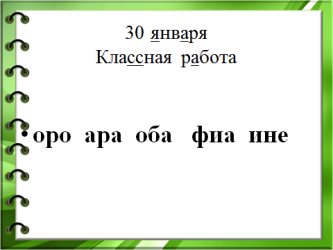 30 января
Классная работа
• оро ара оба фиа ине